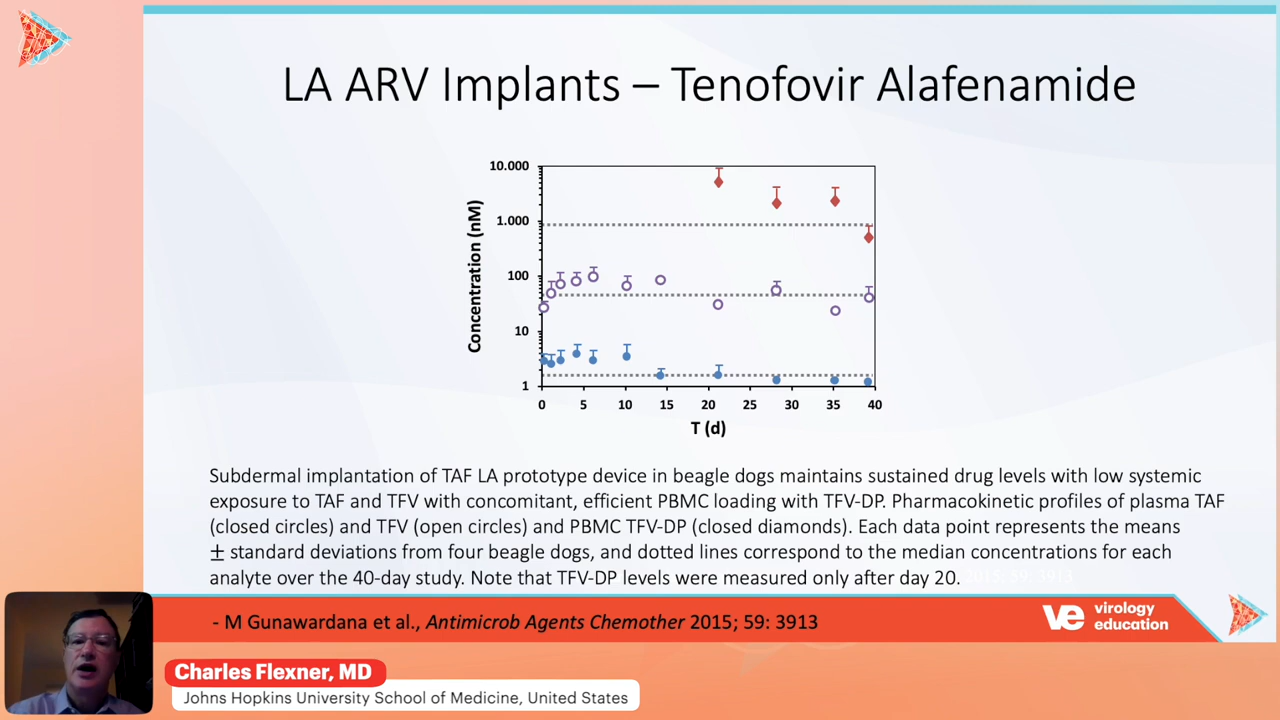 LA ARV Implants – Tenofovir Alafenamide
10.000
1.000
100
10
1
Concentration (nM)
0 5 10 15 20 25 30 35 40
T (d)
Subdermal implantation of TAF LA prototype device in beagle dogs maintains sustained drug levels with low systemic
exposure to TAF and TFV with concomitant, efficient PBMC loading with TFV-DP. Pharmacokinetic profiles of plasma TAF
(closed circles) and TFV (open circles) and PBMC TFV-DP (closed diamonds). Each data point represents the means
± standard deviations from four beagle dogs, and dotted lines correspond to the median concentrations for each
analyte over the 40-day study. Note that TFV-DP levels were measured only after day 20. 2015; 59: 3913
- M Gunawardana et al., Antimicrob Agents Chemother 2015; 59: 3913
ve virology
education
Charles Flexner, MD
Johns Hopkins University School of Medicine, United States